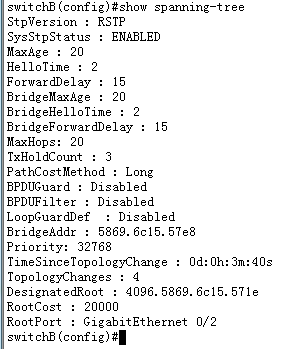 switchB(config)#show spanning-tree
StpVersion : RSTP
SysStpStatus : ENABLED
MaxAge : 20
HelloTime : 2
ForwardDelay : 15
BridgeMaxAge : 20
BridgeHelloTime : 2
BridgeForwardDelay : 15
MaxHops: 20
TxHoldCount : 3
PathCostMethod : Long
BPDUGuard : Disabled
BPDUFilter : Disabled
LoopGuardDef  : Disabled
BridgeAddr : 5869.6c15.57e8
Priority: 32768
TimeSinceTopologyChange : 0d:0h:3m:40s
TopologyChanges : 4
DesignatedRoot : 4096.5869.6c15.571e
RootCost : 20000
RootPort : GigabitEthernet 0/2
switchB(config)#